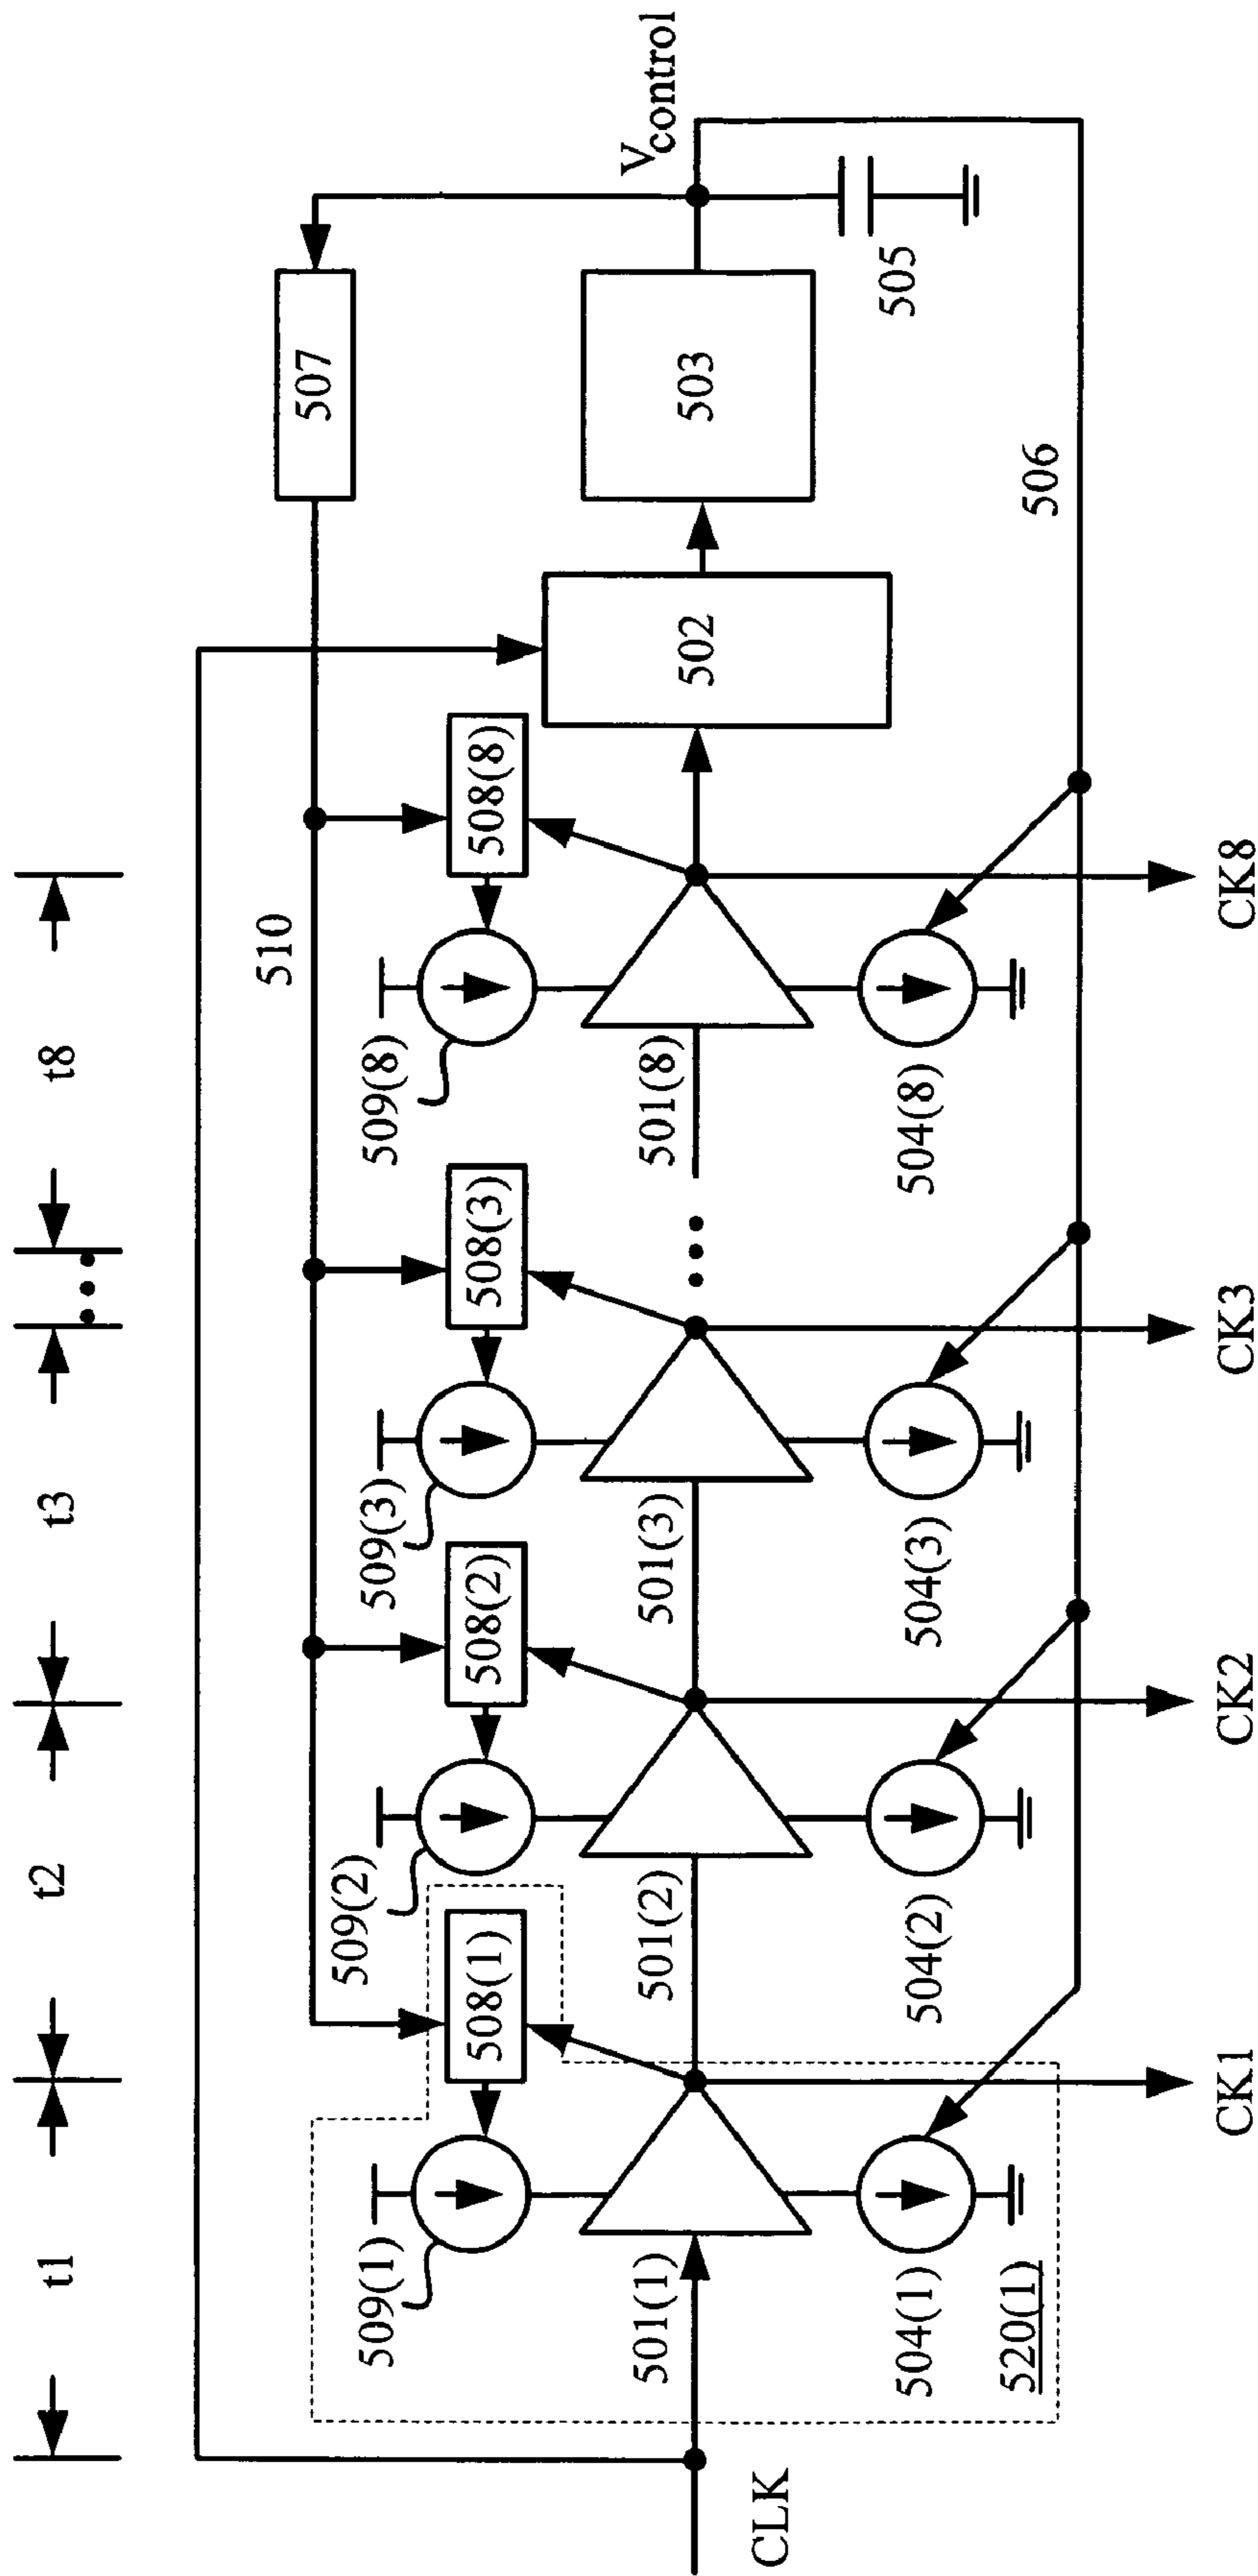 t1
t2
t3
t8
510
507
509(1)
508(1)
509(2)
508(2)
509(3)
508(3)
509(8)
508(8)
501(1)
501(2)
501(3)
501(8)
502
503
Vcontrol
CLK
504(1)
504(2)
504(3)
504(8)
505
520(1)
506
CK1
CK2
CK3
CK8